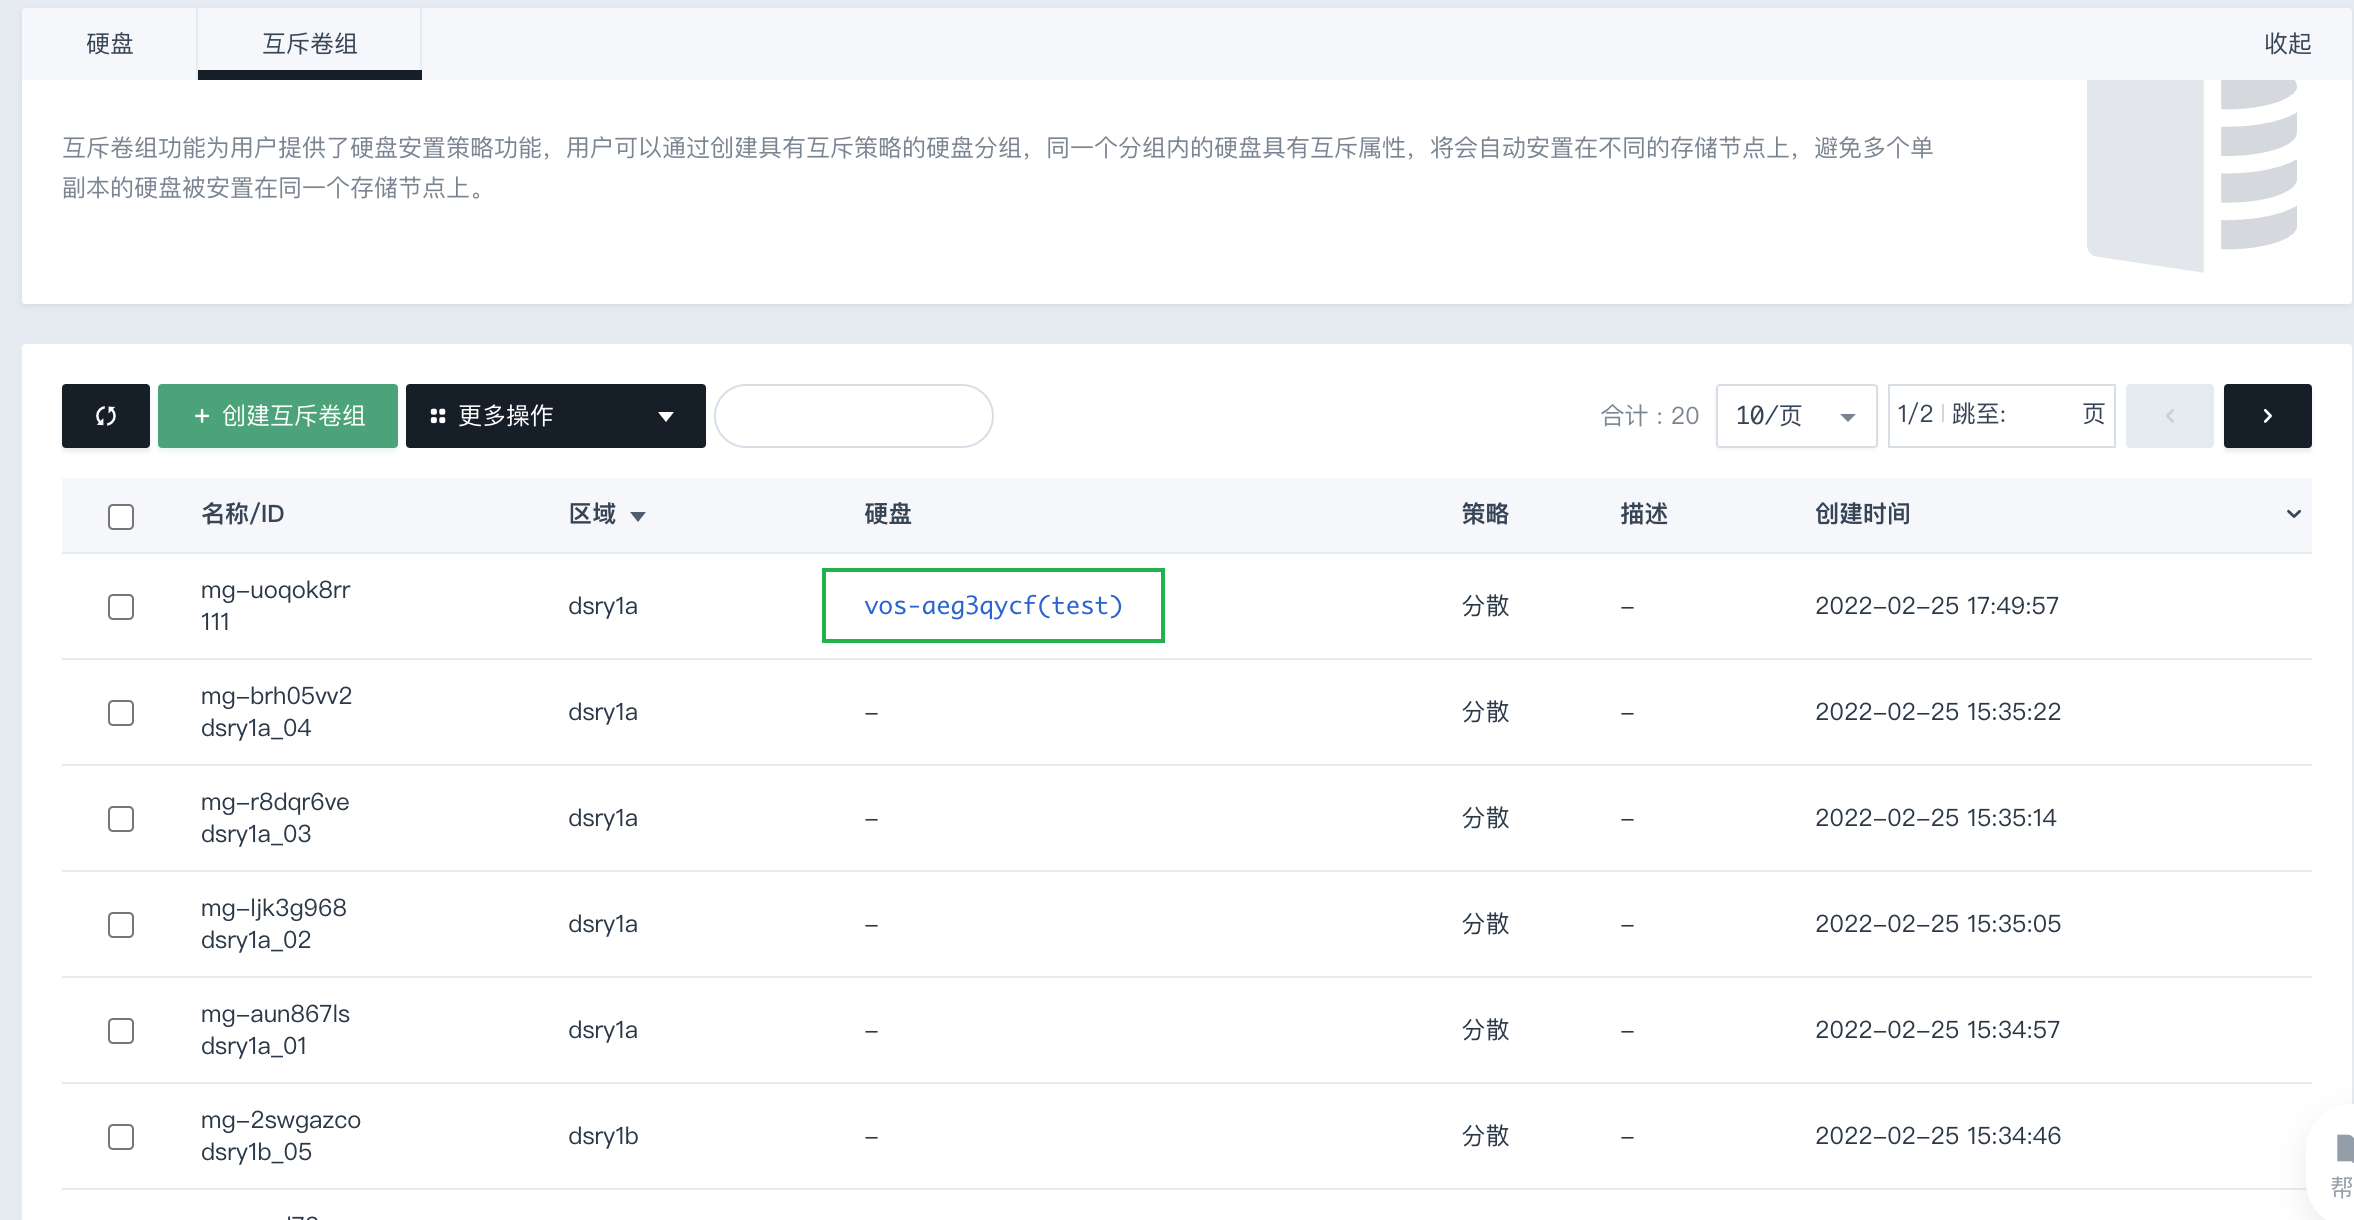 硬盘
互斥卷组
收起
互斥卷组功能为用户提供了硬盘安置策略功能，用户可以通过创建具有互斥策略的硬盘分组，同一个分组内的硬盘具有互斥属性，将会自动安置在不同的存储节点上，避免多个单
副本的硬盘被安置在同一个存储节点上。
+ 创建互斥卷组
更多操作
合计：20
10/页
1/2 跳至: 页
名称/ID 区域 硬盘 策略 描述 创建时间
mg-uoqok8rr
111
dsry1a
vos-aeg3qycf(test)
分散
-
2022-02-25 17:49:57
mg-brh05vv2
dsry1a_04
dsry1a
-
分散
-
2022-02-25 15:35:22
mg-r8dqr6ve
dsry1a_03
dsry1a
-
分散
-
2022-02-25 15:35:14
mg-ljk3g968
dsry1a_02
dsry1a
-
分散
-
2022-02-25 15:35:05
mg-aun867ls
dsry1a_01
dsry1a
-
分散
-
2022-02-25 15:34:57
mg-2swgazco
dsry1b_05
dsry1b
-
分散
-
2022-02-25 15:34:46
帮